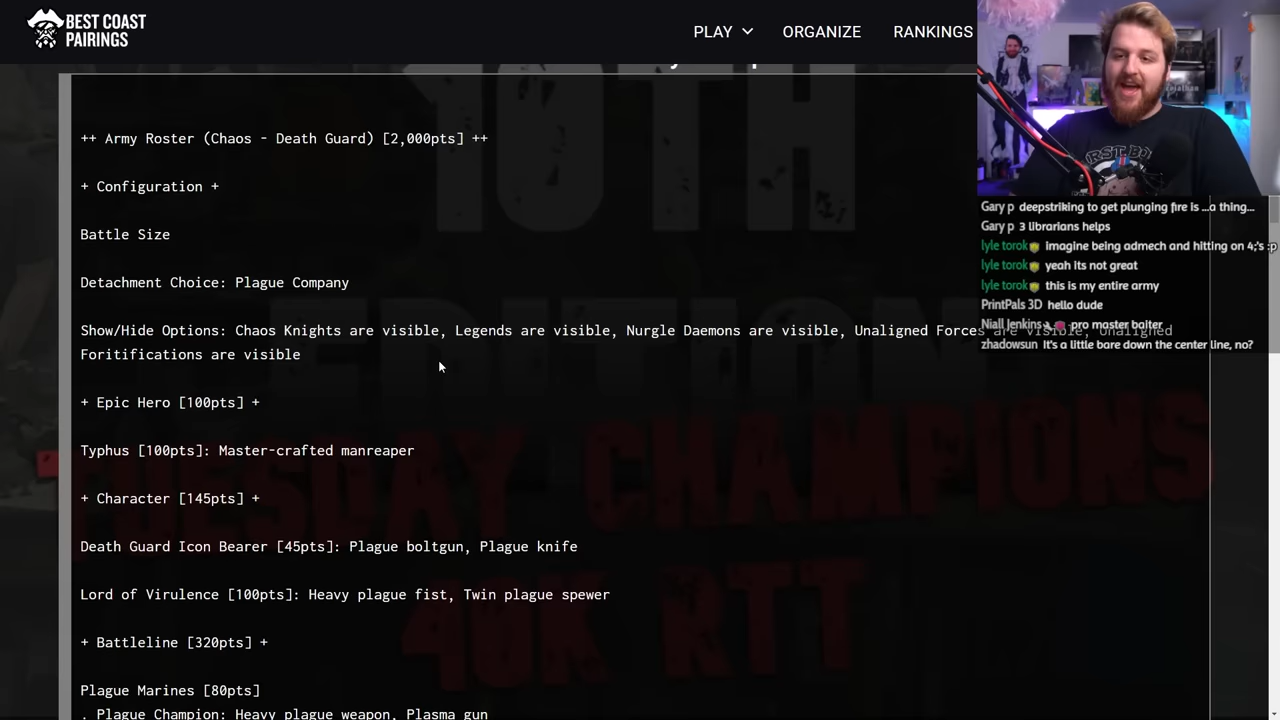 BEST COAST
PAIRINGS
PLAY
ORGANIZE
RANKINGS
10TH
EDITION
TUESDAY CHAMPIONS
40K RTT
++ Army Roster (Chaos - Death Guard) [2,000pts] ++
+ Configuration +
Battle Size
Detachment Choice: Plague Company
Show/Hide Options: Chaos Knights are visible, Legends are visible, Nurgle Daemons are visible, Unaligned Forces are visible, Unaligned
Foritifications are visible
+ Epic Hero [100pts] +
Typhus [100pts]: Master-crafted manreaper
+ Character [145pts] +
Death Guard Icon Bearer [45pts]: Plague boltgun, Plague knife
Lord of Virulence [100pts]: Heavy plague fist, Twin plague spewer
+ Battleline [320pts] +
Plague Marines [80pts]
. Plague Champion: Heavy plague weapon, Plasma gun
Gary p deepstriking to get plunging fire is ...a thing...
Gary p 3 librarians helps
lyle torok imagine being admech and hitting on 4;'s :p
lyle torok yeah its not great
lyle torok this is my entire army
PrintPals 3D hello dude
Niall Jenkins pro master baiter
zhadowsun It's a little bare down the center line, no?